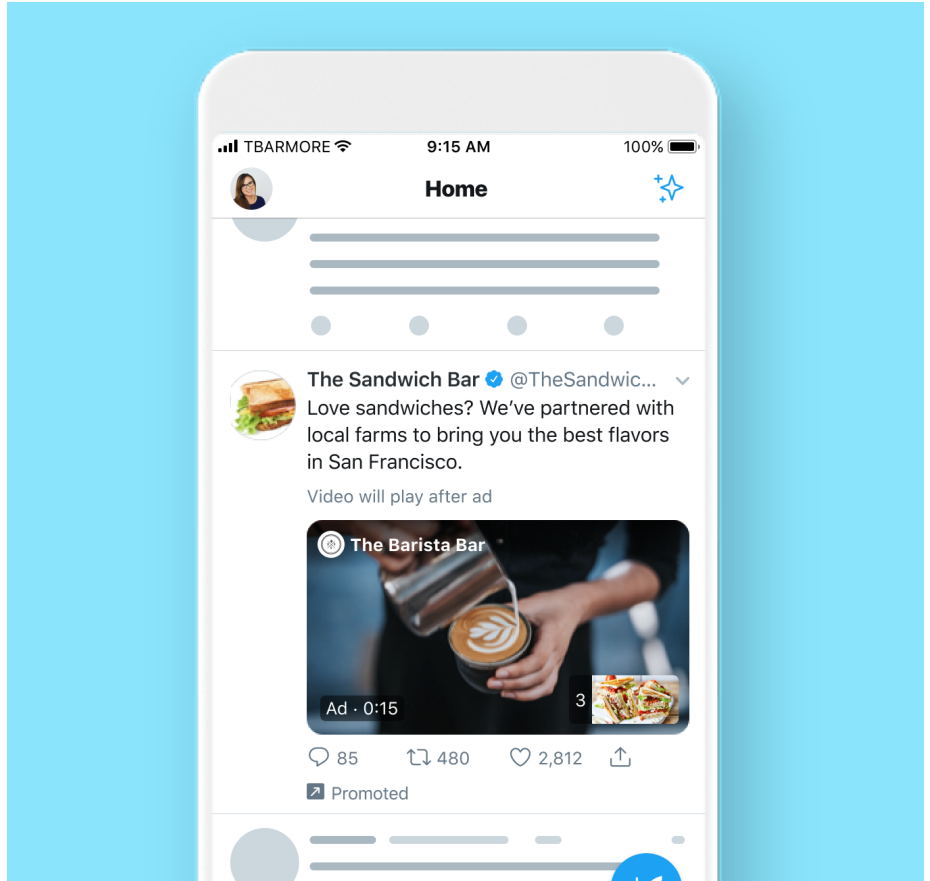 TBARMORE 9:15 AM 100%
Home
The Sandwich Bar @TheSandwic...
Love sandwiches? We’ve partnered with
local farms to bring you the best flavors
in San Francisco.
Video will play after ad
The Barista Bar
Ad · 0:15 3
85 480 2,812
Promoted